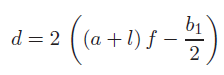 d = 2 ( (a + l) f − b₁/2 )